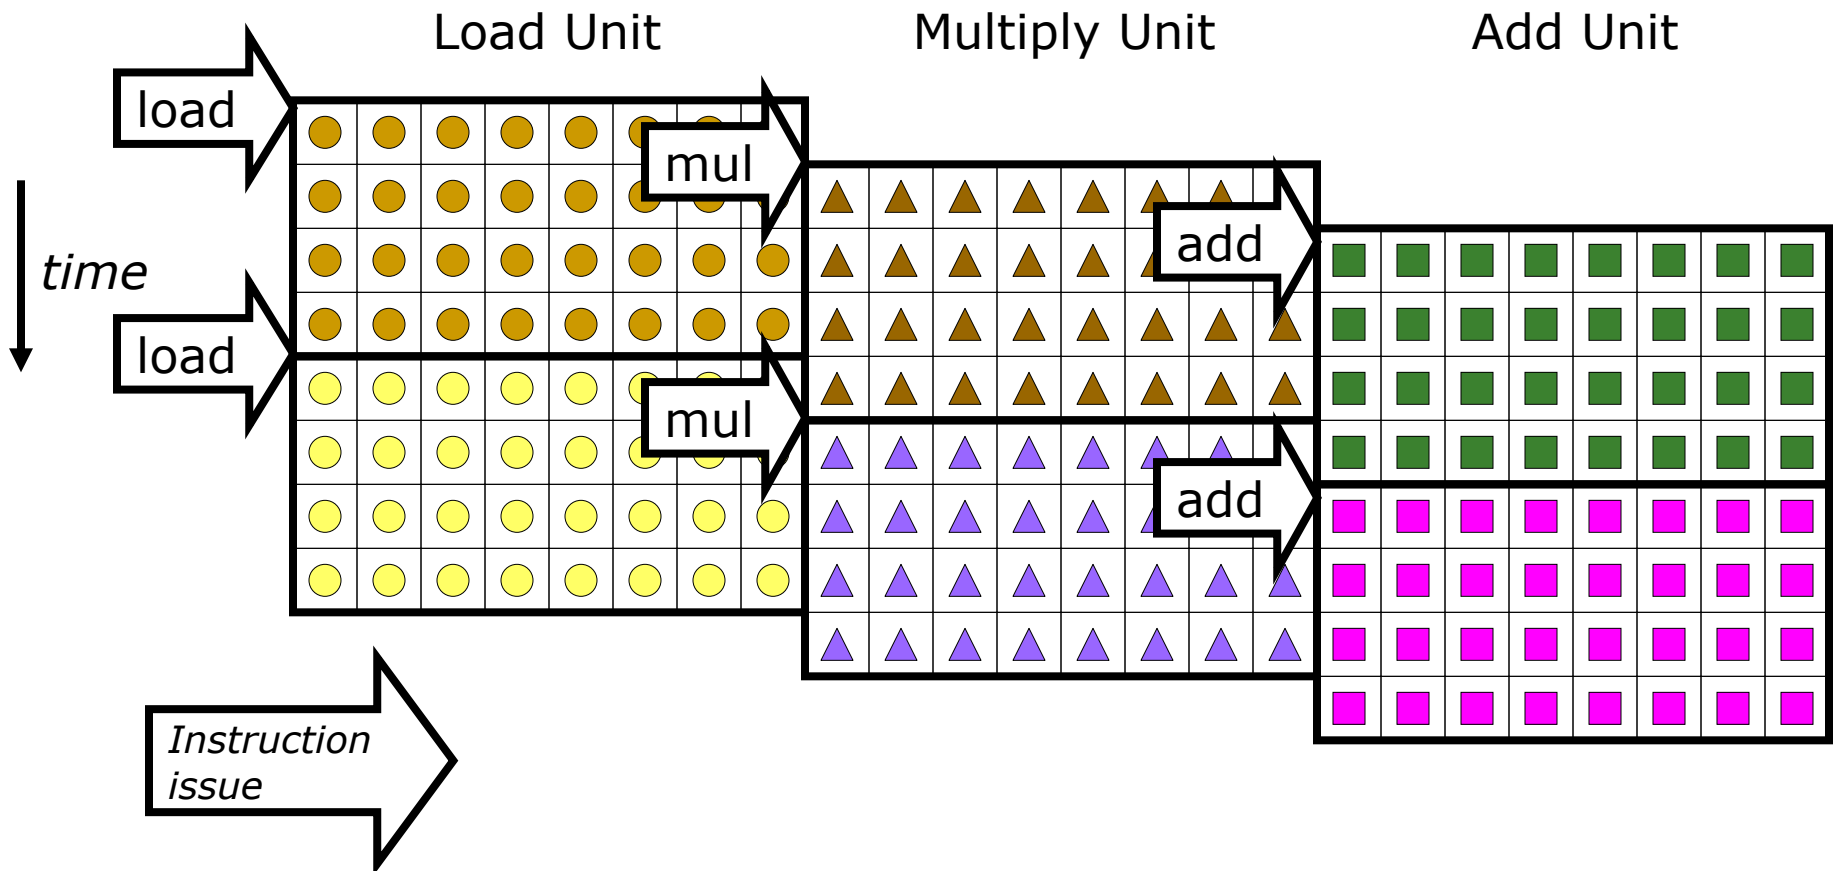 Load Unit
Multiply Unit
Add Unit
load
mul
add
time
load
mul
add
Instruction
issue